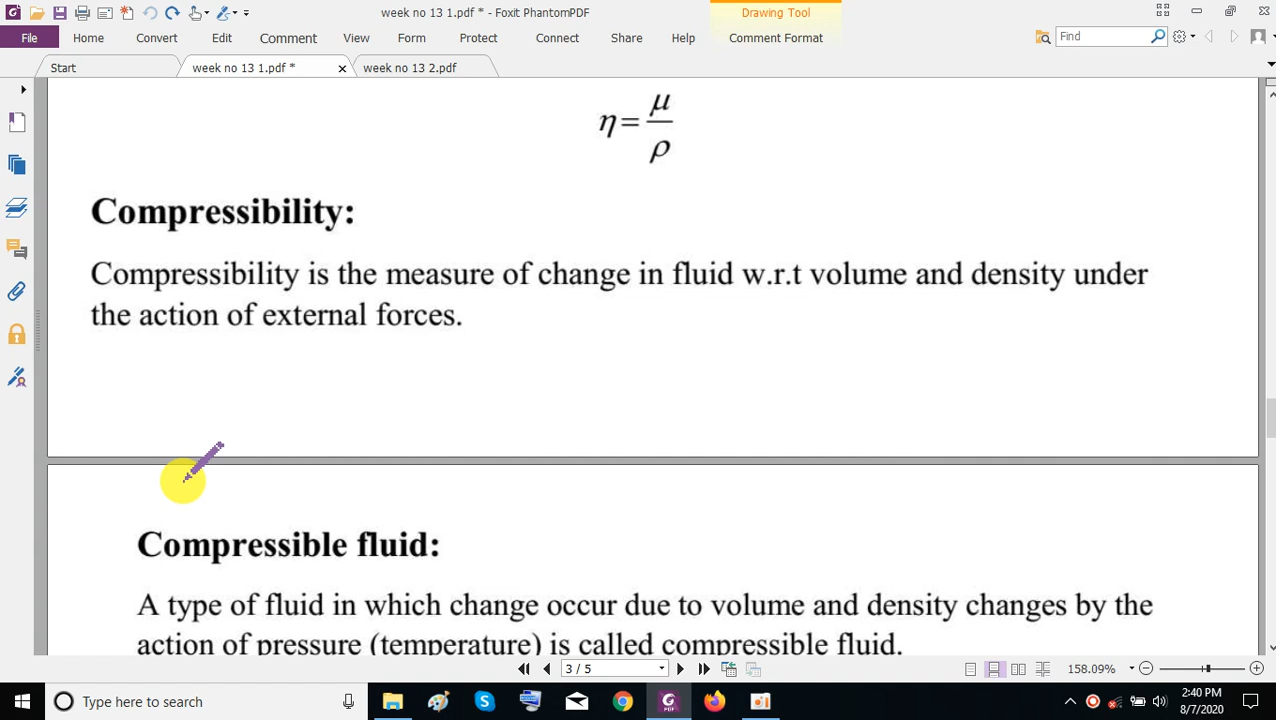 week no 13 1.pdf * - Foxit PhantomPDF
Drawing Tool
File Home Convert Edit Comment View Form Protect Connect Share Help Comment Format Find
Start week no 13 1.pdf * week no 13 2.pdf
η = μ / ρ
Compressibility:
Compressibility is the measure of change in fluid w.r.t volume and density under
the action of external forces.
Compressible fluid:
A type of fluid in which change occur due to volume and density changes by the
action of pressure (temperature) is called compressible fluid.
3 / 5 158.09%
Type here to search
2:40 PM
8/7/2020